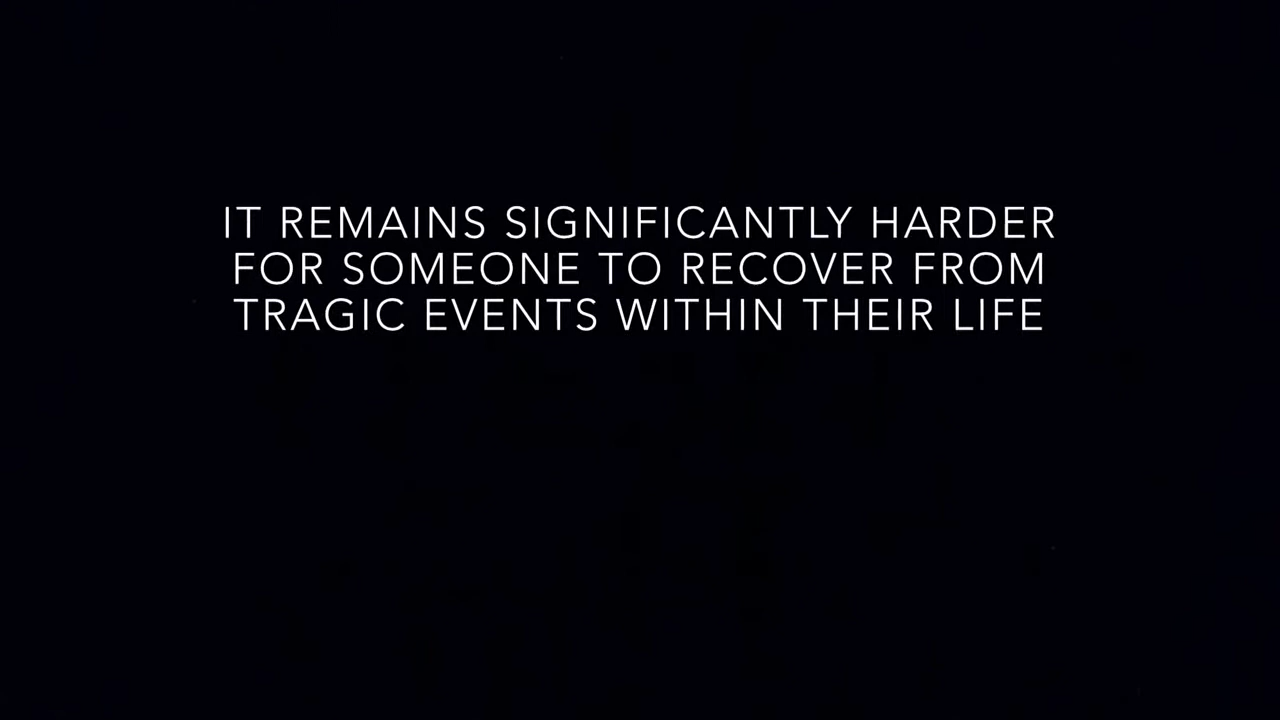 IT REMAINS SIGNIFICANTLY HARDER
FOR SOMEONE TO RECOVER FROM
TRAGIC EVENTS WITHIN THEIR LIFE